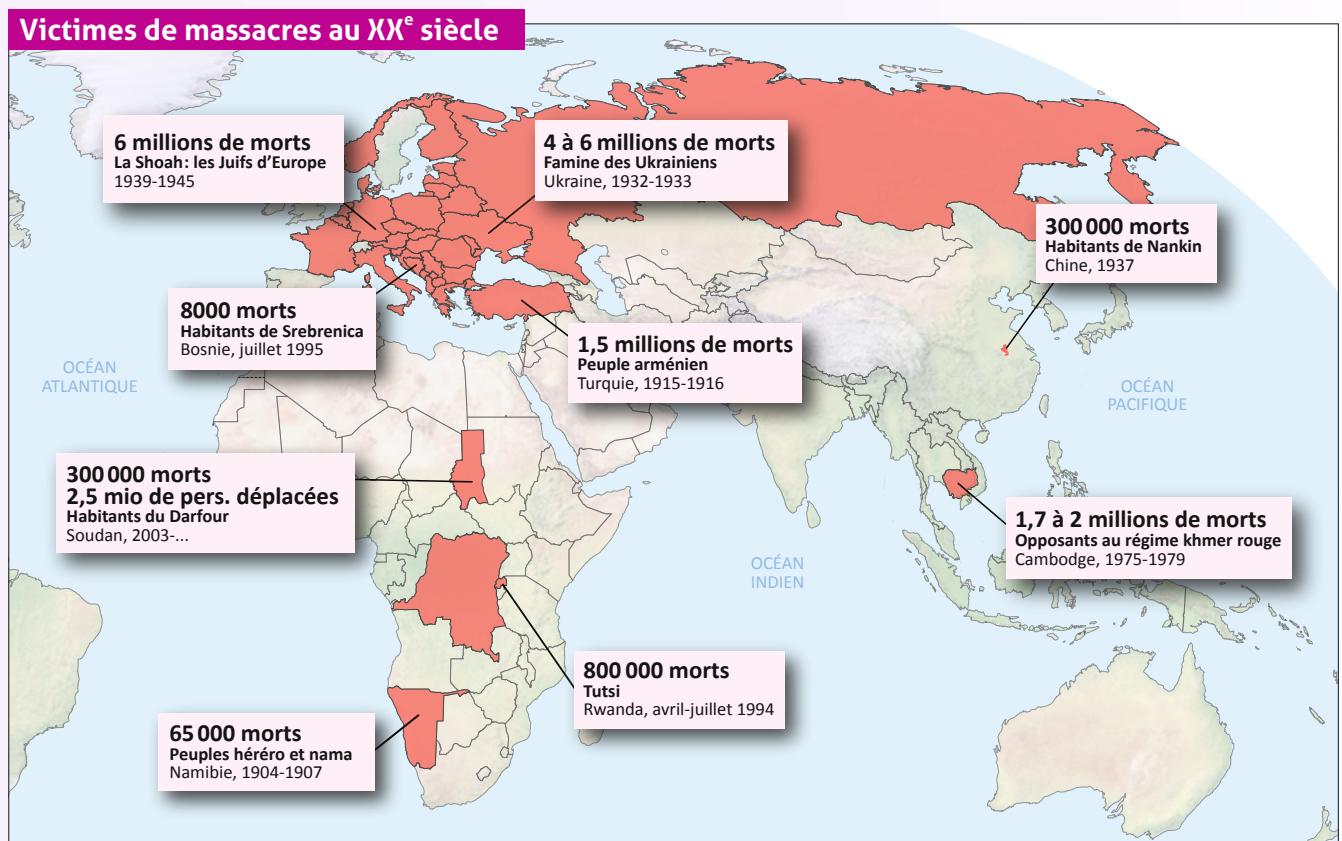 Victimes de massacres au XXe siècle
6 millions de morts
La Shoah: les Juifs d'Europe
1939-1945
4 à 6 millions de morts
Famine des Ukrainiens
Ukraine, 1932-1933
300 000 morts
Habitants de Nankin
Chine, 1937
8000 morts
Habitants de Srebrenica
Bosnie, juillet 1995
1,5 millions de morts
Peuple arménien
Turquie, 1915-1916
OCÉAN
ATLANTIQUE
OCÉAN
PACIFIQUE
300 000 morts
2,5 mio de pers. déplacées
Habitants du Darfour
Soudan, 2003-...
1,7 à 2 millions de morts
Opposants au régime khmer rouge
Cambodge, 1975-1979
OCÉAN
INDIEN
800 000 morts
Tutsi
Rwanda, avril-juillet 1994
65 000 morts
Peuples héréro et nama
Namibie, 1904-1907